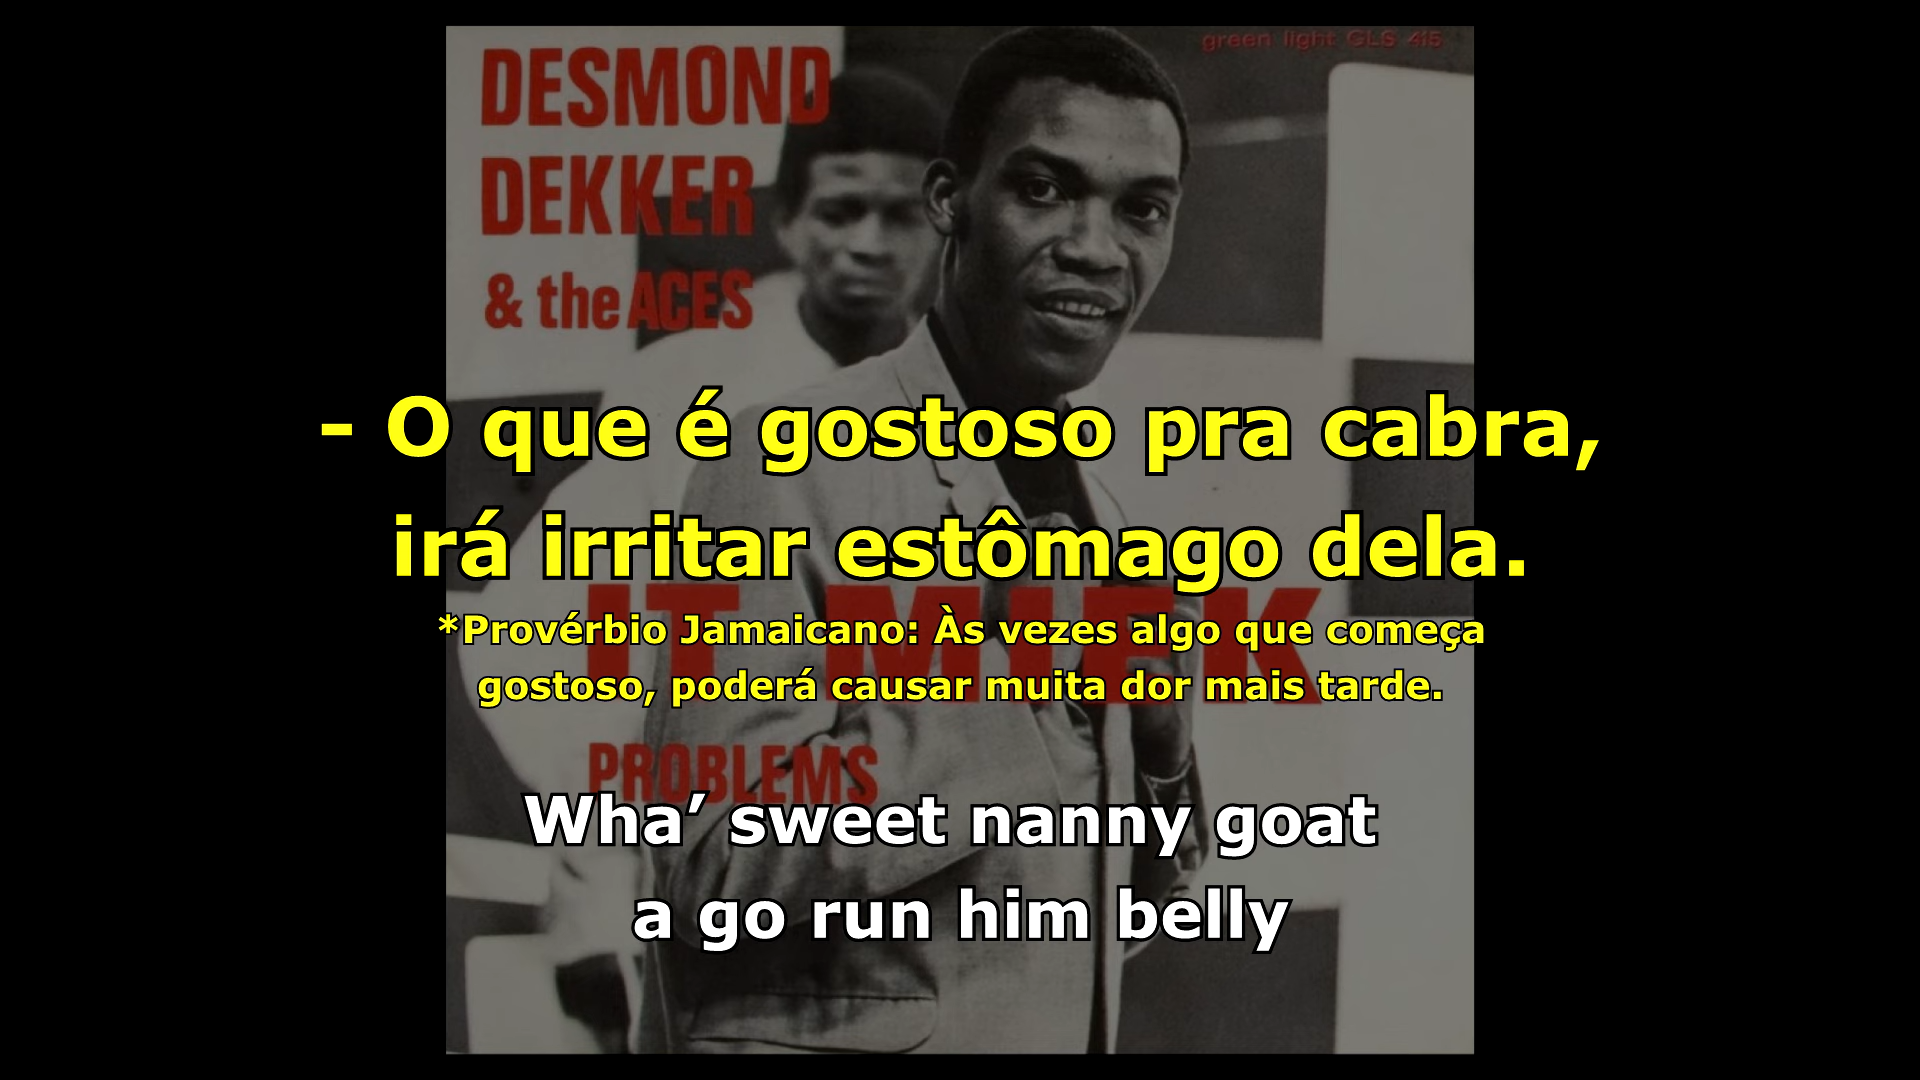 green light GLS 415
DESMOND
DEKKER
& the ACES
- O que é gostoso pra cabra,
irá irritar estômago dela.
IT MIEK
*Provérbio Jamaicano: Às vezes algo que começa
gostoso, poderá causar muita dor mais tarde.
PROBLEMS
Wha’ sweet nanny goat
a go run him belly